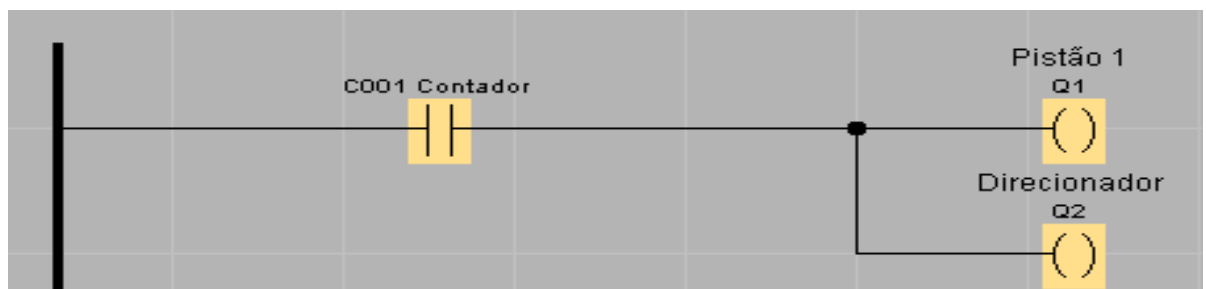 Pistão 1
C001 Contador
Q1
Direcionador
Q2